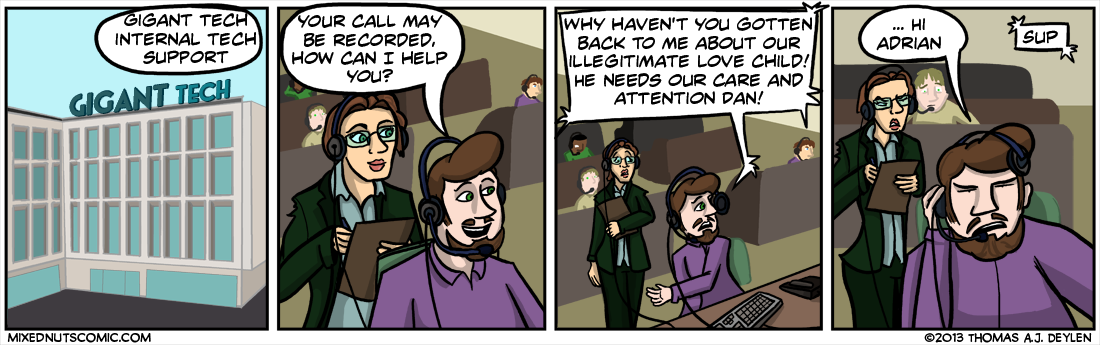 GIGANT TECH
INTERNAL TECH
SUPPORT
GIGANT TECH
YOUR CALL MAY
BE RECORDED,
HOW CAN I HELP
YOU?
WHY HAVEN'T YOU GOTTEN
BACK TO ME ABOUT OUR
ILLEGITIMATE LOVE CHILD!
HE NEEDS OUR CARE AND
ATTENTION DAN!
... HI
ADRIAN
SUP
MIXEDNUTSCOMIC.COM
©2013 THOMAS A.J. DEYLEN